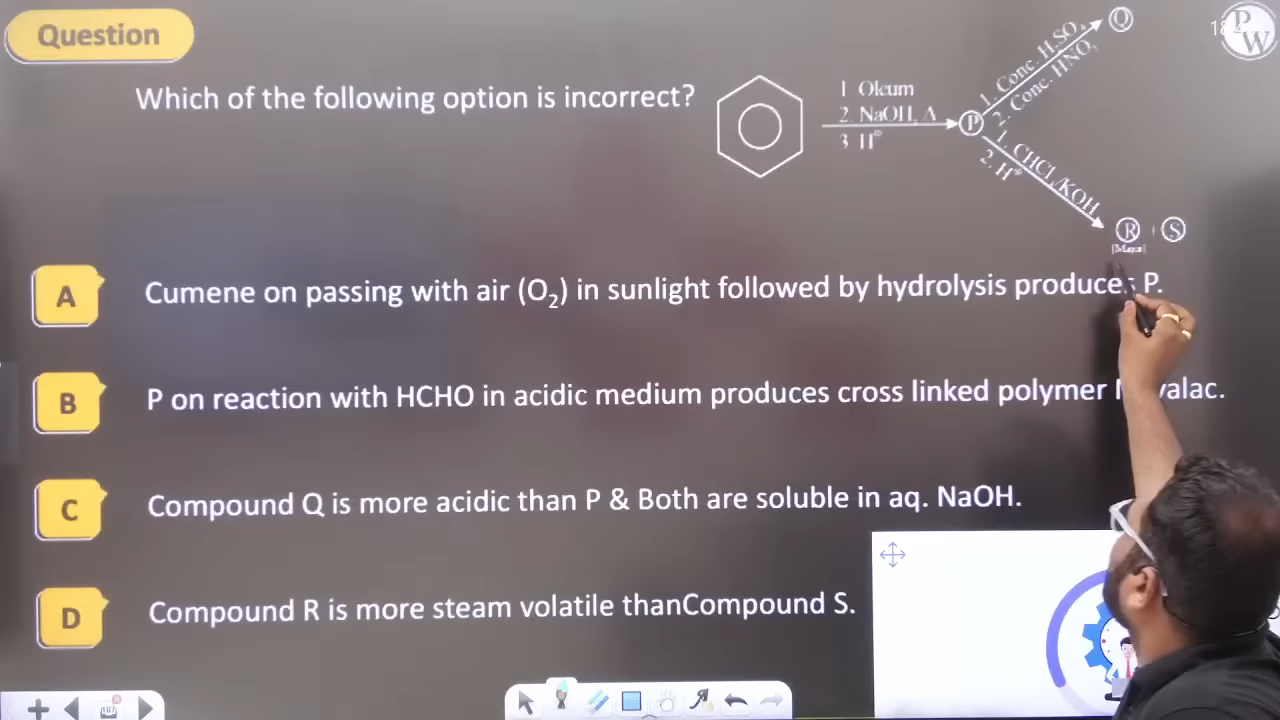 Question
Which of the following option is incorrect?
1 Oleum
2. NaOH, Δ
3 H⊕
P
1. Conc. H₂SO₄
2. Conc. HNO₃
Q
1. CHCl₃/KOH
2. H⁺
R + S
[Major]
PW
A Cumene on passing with air (O₂) in sunlight followed by hydrolysis produces P.
B P on reaction with HCHO in acidic medium produces cross linked polymer
C Compound Q is more acidic than P & Both are soluble in aq. NaOH.
D Compound R is more steam volatile thanCompound S.
187